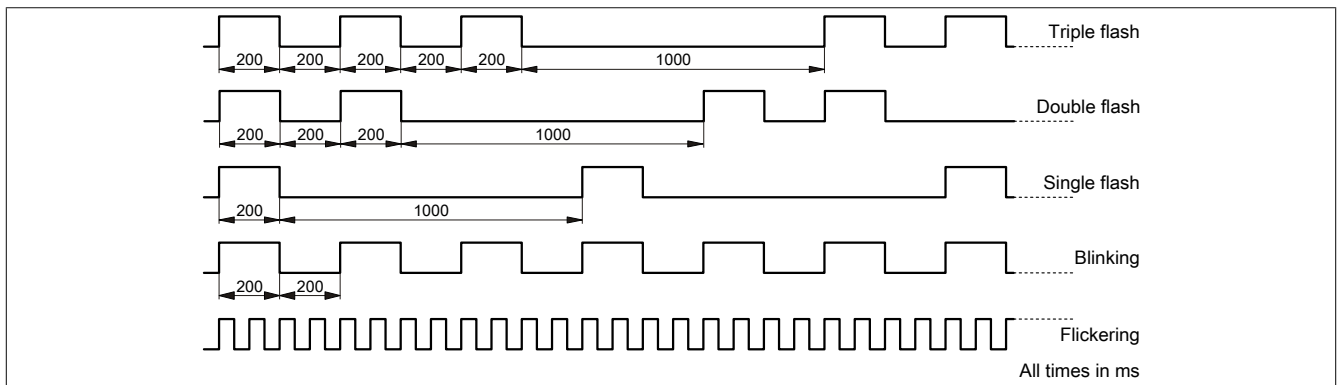 Triple flash
200 200 200 200 200 1000
Double flash
200 200 200 1000
Single flash
200 1000
Blinking
200 200
Flickering
All times in ms